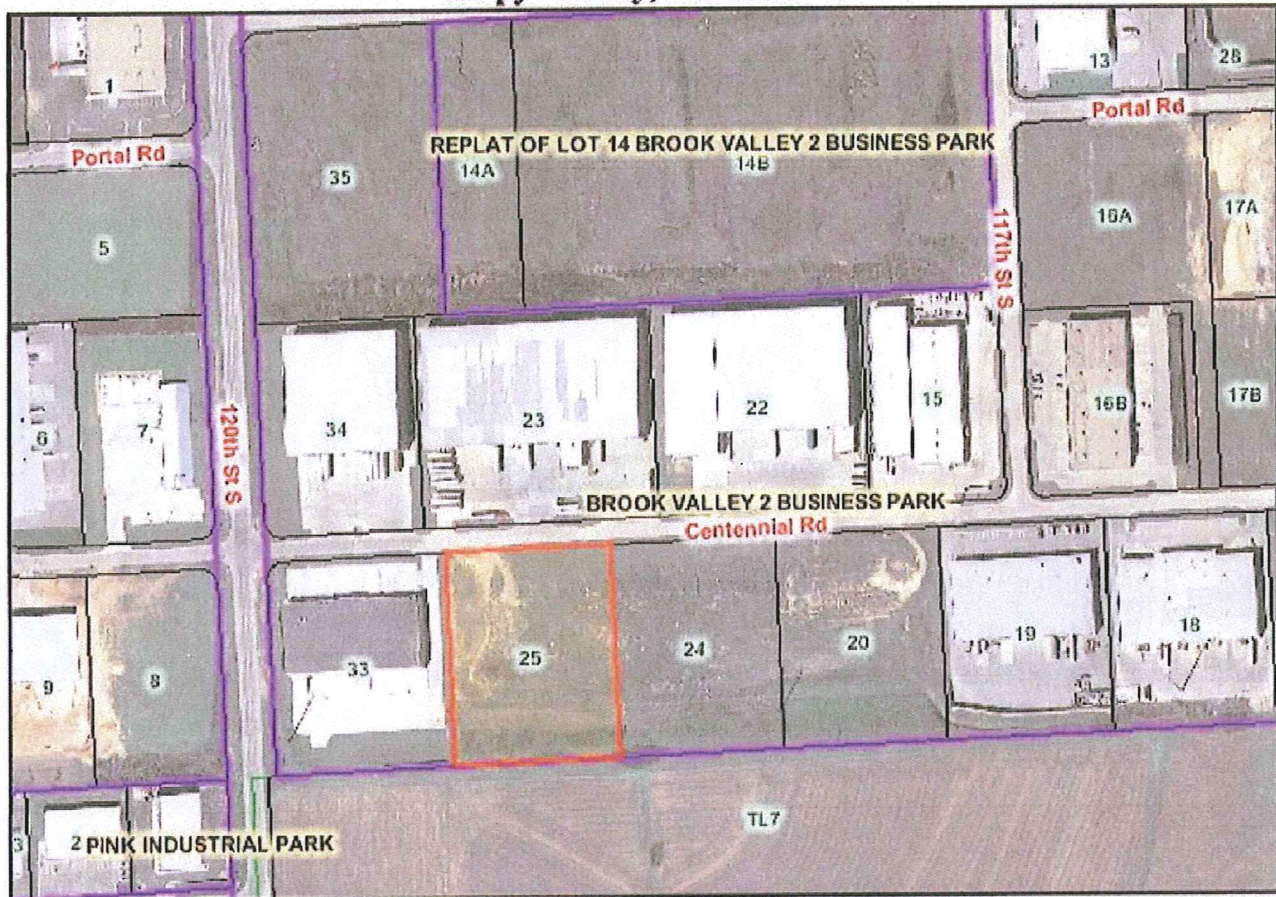 1
13
28
Portal Rd
Portal Rd
REPLAT OF LOT 14 BROOK VALLEY 2 BUSINESS PARK
35
14A
14B
5
117th St S
16A
17A
6
7
120th St S
34
23
22
15
16B
17B
BROOK VALLEY 2 BUSINESS PARK
Centennial Rd
9
8
33
25
24
20
19
18
TL7
3
2
PINK INDUSTRIAL PARK